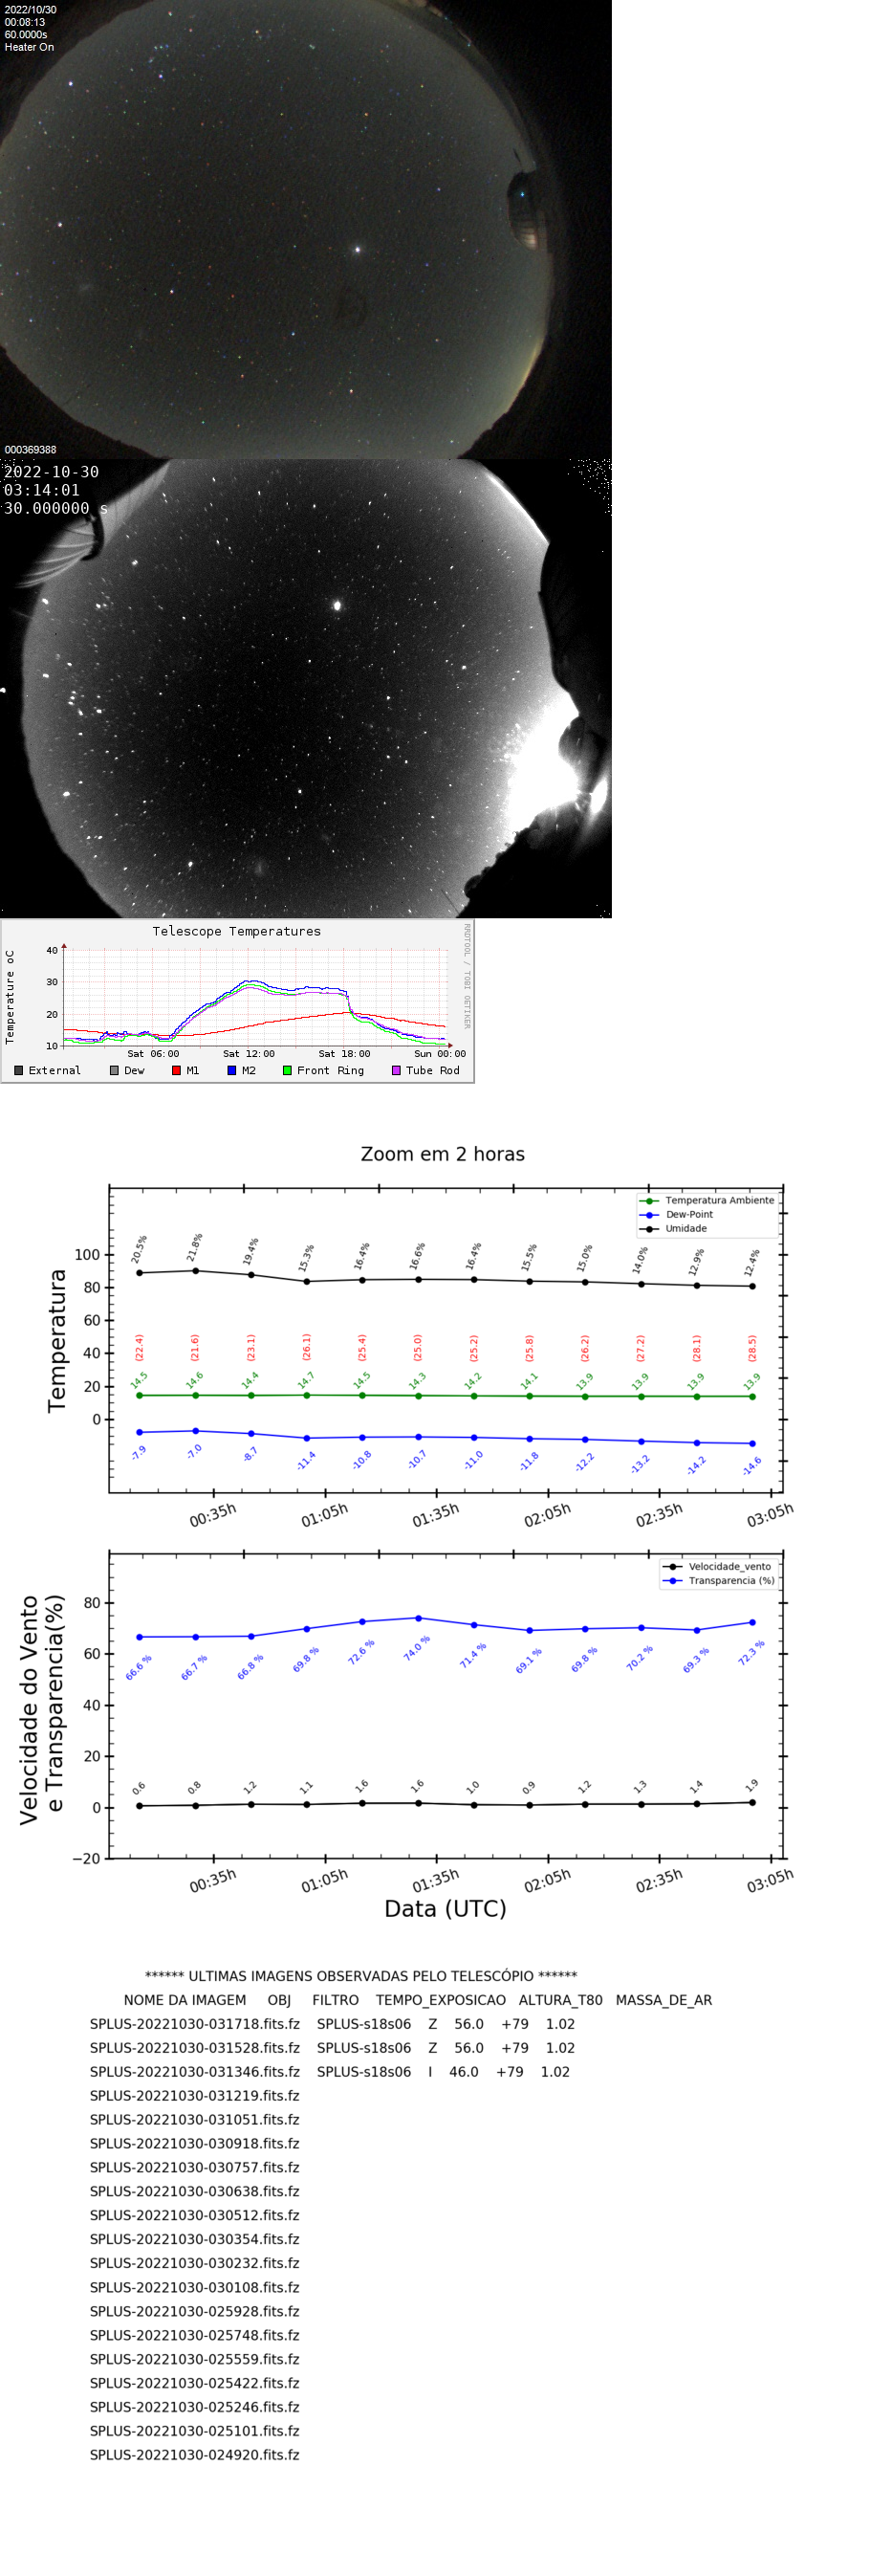 2022/10/30
00:08:13
60.0000s
Heater On
000369388
2022-10-30
03:14:01
30.000000 s
Telescope Temperatures
RRDTOOL / TOBI OETIKER
Temperature oC
40
30
20
10
Sat 06:00 Sat 12:00 Sat 18:00 Sun 00:00
External Dew M1 M2 Front Ring Tube Rod
Zoom em 2 horas
Temperatura Ambiente
Dew-Point
Umidade
Temperatura
100
80
60
40
20
0
20.5% 21.8% 19.4% 15.3% 16.4% 16.6% 16.4% 15.5% 15.0% 14.0% 12.9% 12.4%
(22.4) (21.6) (23.1) (26.1) (25.4) (25.0) (25.2) (25.8) (26.2) (27.2) (28.1) (28.5)
14.5 14.6 14.4 14.7 14.5 14.3 14.2 14.1 13.9 13.9 13.9 13.9
-7.9 -7.0 -8.7 -11.4 -10.8 -10.7 -11.0 -11.8 -12.2 -13.2 -14.2 -14.6
00:35h 01:05h 01:35h 02:05h 02:35h 03:05h
Velocidade_vento
Transparencia (%)
Velocidade do Vento
e Transparencia(%)
80
60
40
20
0
−20
66.6 % 66.7 % 66.8 % 69.8 % 72.6 % 74.0 % 71.4 % 69.1 % 69.8 % 70.2 % 69.3 % 72.3 %
0.6 0.8 1.2 1.1 1.6 1.6 1.0 0.9 1.2 1.3 1.4 1.9
00:35h 01:05h 01:35h 02:05h 02:35h 03:05h
Data (UTC)
****** ULTIMAS IMAGENS OBSERVADAS PELO TELESCÓPIO ******
NOME DA IMAGEM OBJ FILTRO TEMPO_EXPOSICAO ALTURA_T80 MASSA_DE_AR
SPLUS-20221030-031718.fits.fz SPLUS-s18s06 Z 56.0 +79 1.02
SPLUS-20221030-031528.fits.fz SPLUS-s18s06 Z 56.0 +79 1.02
SPLUS-20221030-031346.fits.fz SPLUS-s18s06 I 46.0 +79 1.02
SPLUS-20221030-031219.fits.fz
SPLUS-20221030-031051.fits.fz
SPLUS-20221030-030918.fits.fz
SPLUS-20221030-030757.fits.fz
SPLUS-20221030-030638.fits.fz
SPLUS-20221030-030512.fits.fz
SPLUS-20221030-030354.fits.fz
SPLUS-20221030-030232.fits.fz
SPLUS-20221030-030108.fits.fz
SPLUS-20221030-025928.fits.fz
SPLUS-20221030-025748.fits.fz
SPLUS-20221030-025559.fits.fz
SPLUS-20221030-025422.fits.fz
SPLUS-20221030-025246.fits.fz
SPLUS-20221030-025101.fits.fz
SPLUS-20221030-024920.fits.fz